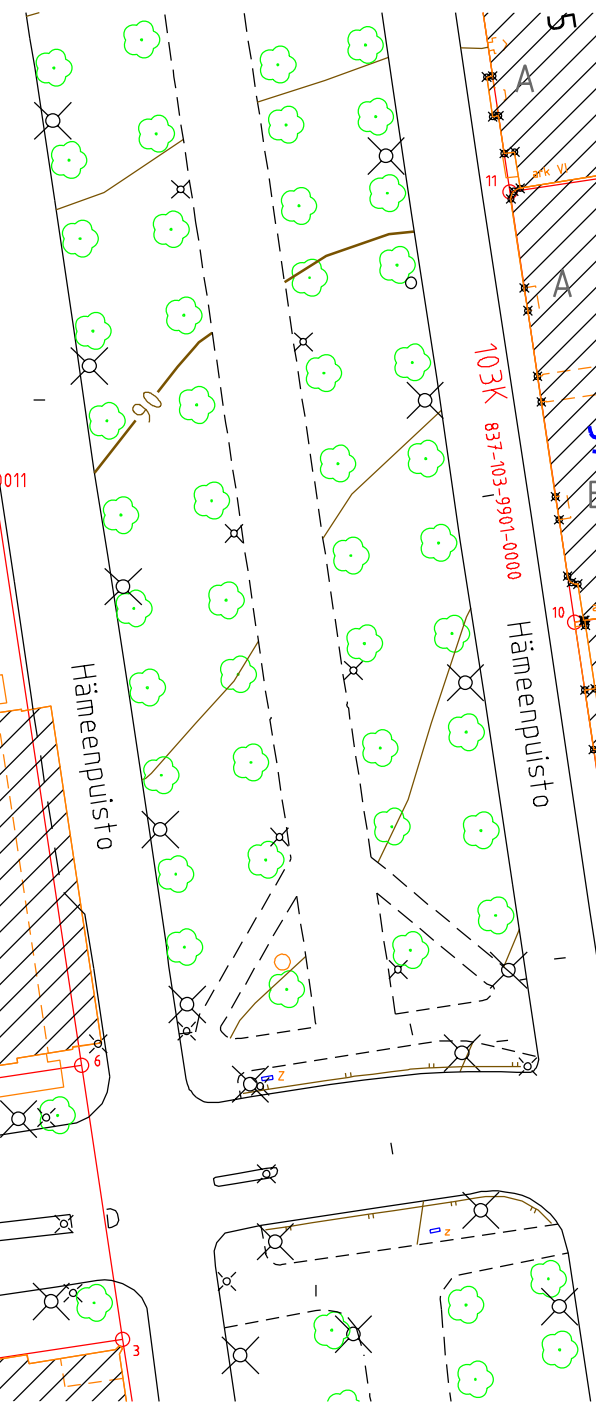 5
A
ark VI
11
A
103K
837-103-9901-0000
90
0011
10
Hämeenpuisto
Hämeenpuisto
6
Z
Z
3